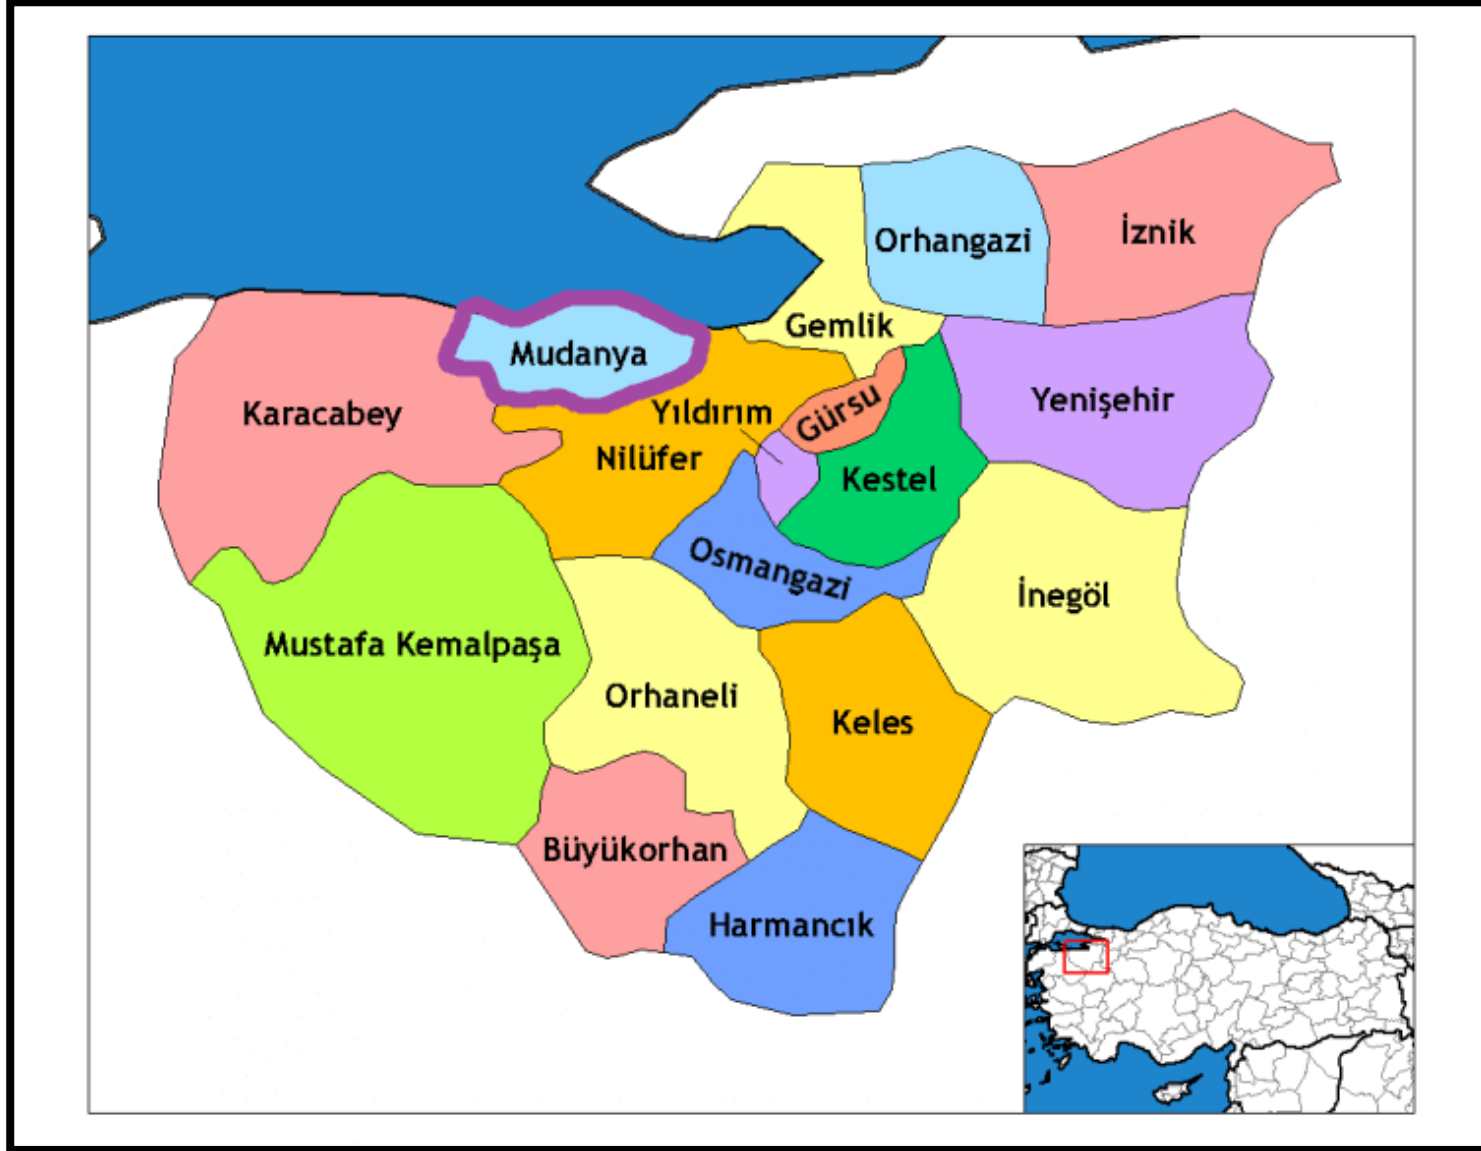 İznik
Orhangazi
Gemlik
Mudanya
Yenişehir
Karacabey
Yıldırım
Gürsu
Nilüfer
Kestel
Osmangazi
İnegöl
Mustafa Kemalpaşa
Orhaneli
Keles
Büyükorhan
Harmancık